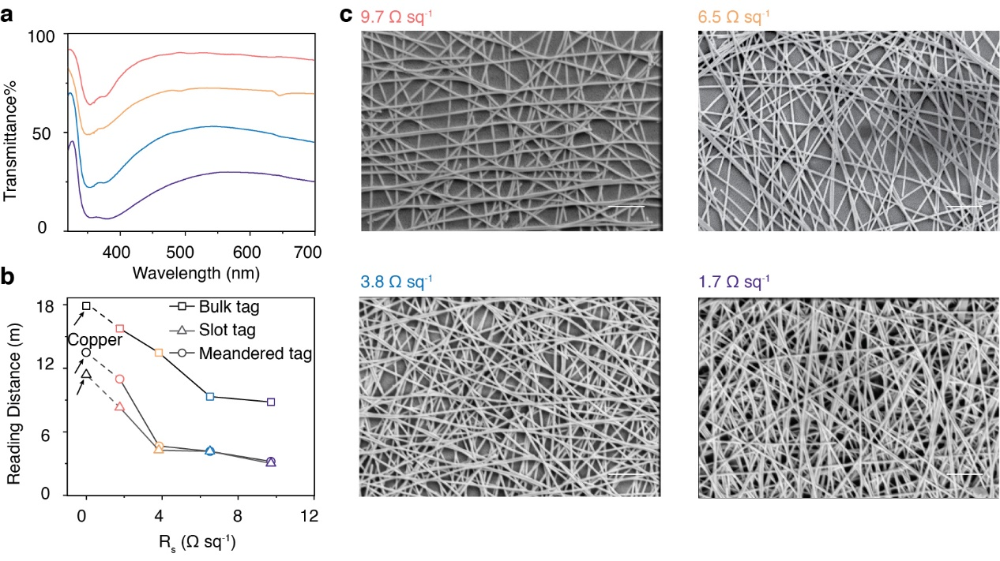 a
100
50
0
Transmittance%
400 500 600 700
Wavelength (nm)
b
18
12
6
0
Reading Distance (m)
Bulk tag
Slot tag
Meandered tag
Copper
0 4 8 12
Rs (Ω sq-1)
c
9.7 Ω sq-1
6.5 Ω sq-1
3.8 Ω sq-1
1.7 Ω sq-1